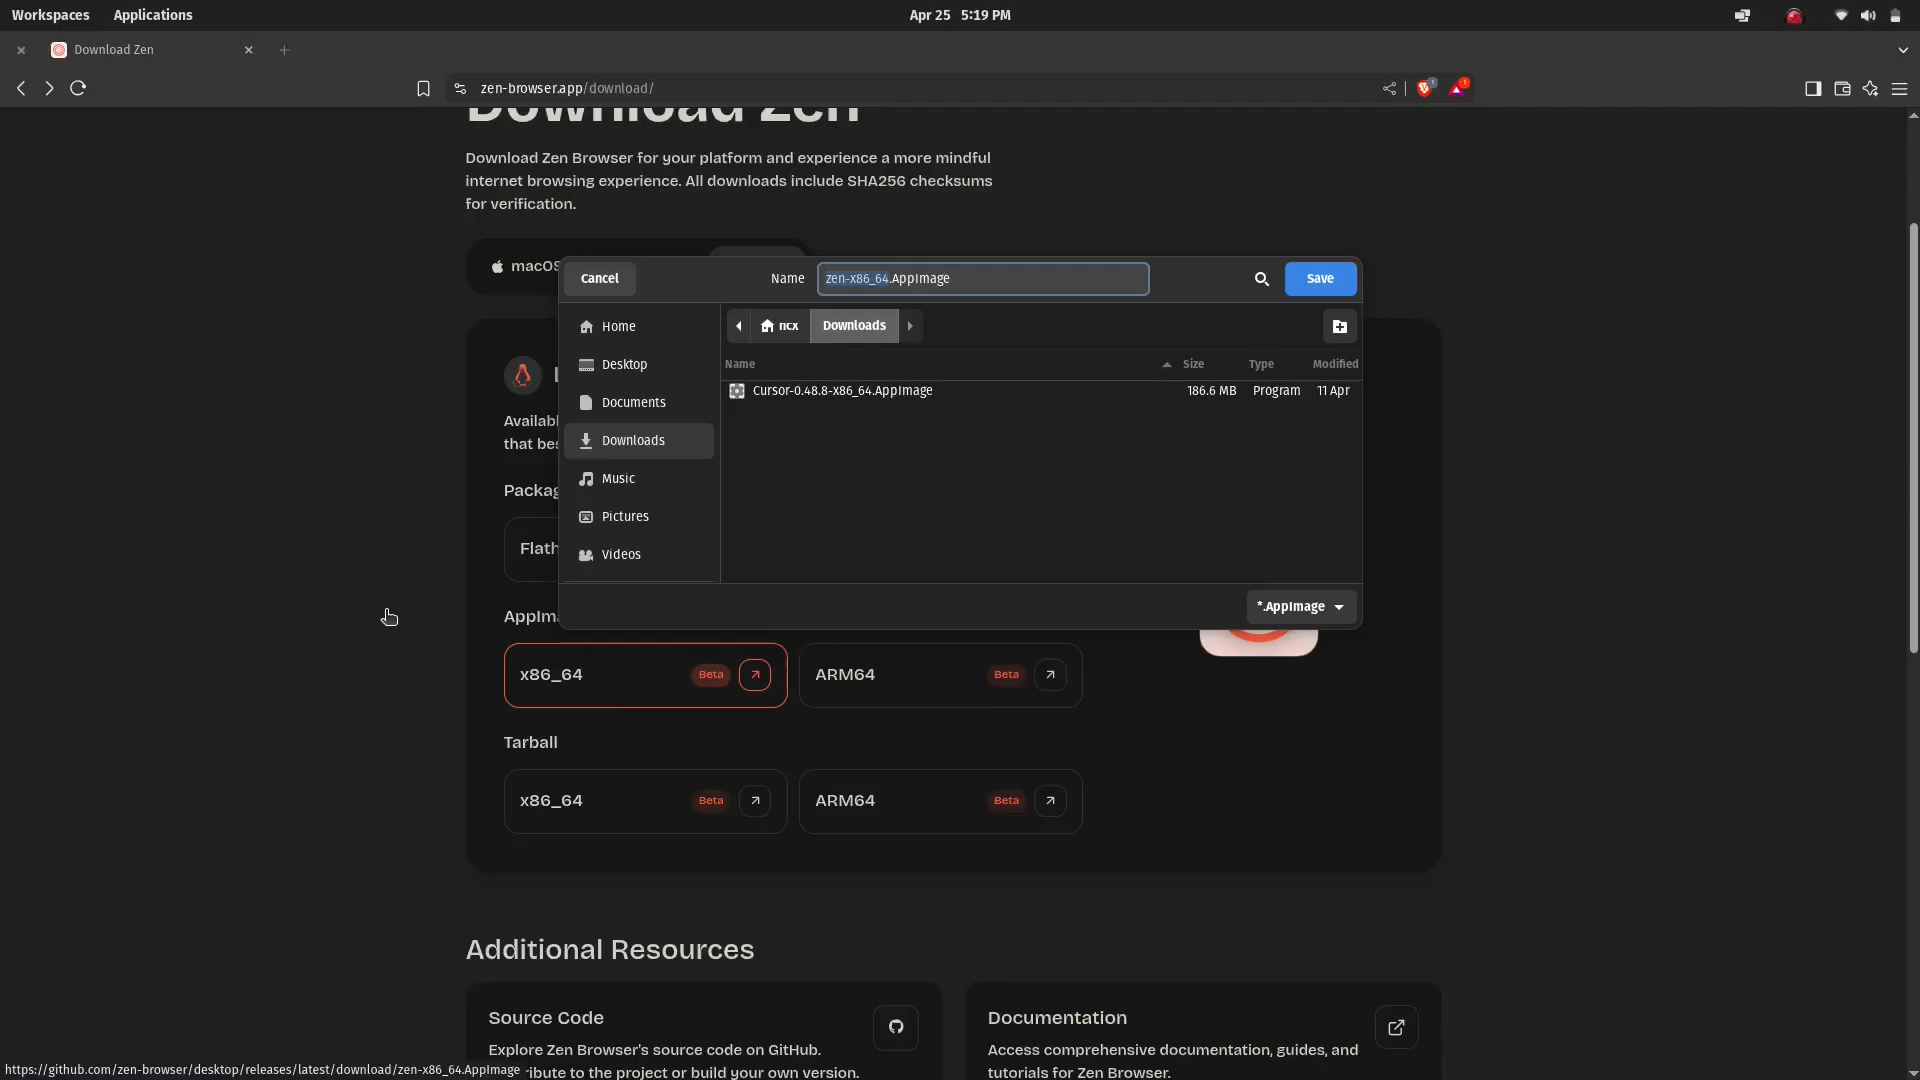 Workspaces
Applications
Apr 25 5:19 PM
Download Zen
zen-browser.app/download/
1
1
Download Zen
Download Zen Browser for your platform and experience a more mindful
internet browsing experience. All downloads include SHA256 checksums
for verification.
macOS
Cancel
Name
zen-x86_64.AppImage
Save
Home
Desktop
Documents
Downloads
Music
Pictures
Videos
ncx
Downloads
Name
Size
Type
Modified
Cursor-0.48.8-x86_64.AppImage
186.6 MB
Program
11 Apr
*.AppImage
Availab
that bes
Packag
Flath
AppIma
x86_64
Beta
ARM64
Beta
Tarball
x86_64
Beta
ARM64
Beta
Additional Resources
Source Code
Explore Zen Browser's source code on GitHub.
ibute to the project or build your own version.
Documentation
Access comprehensive documentation, guides, and
tutorials for Zen Browser.
https://github.com/zen-browser/desktop/releases/latest/download/zen-x86_64.AppImage